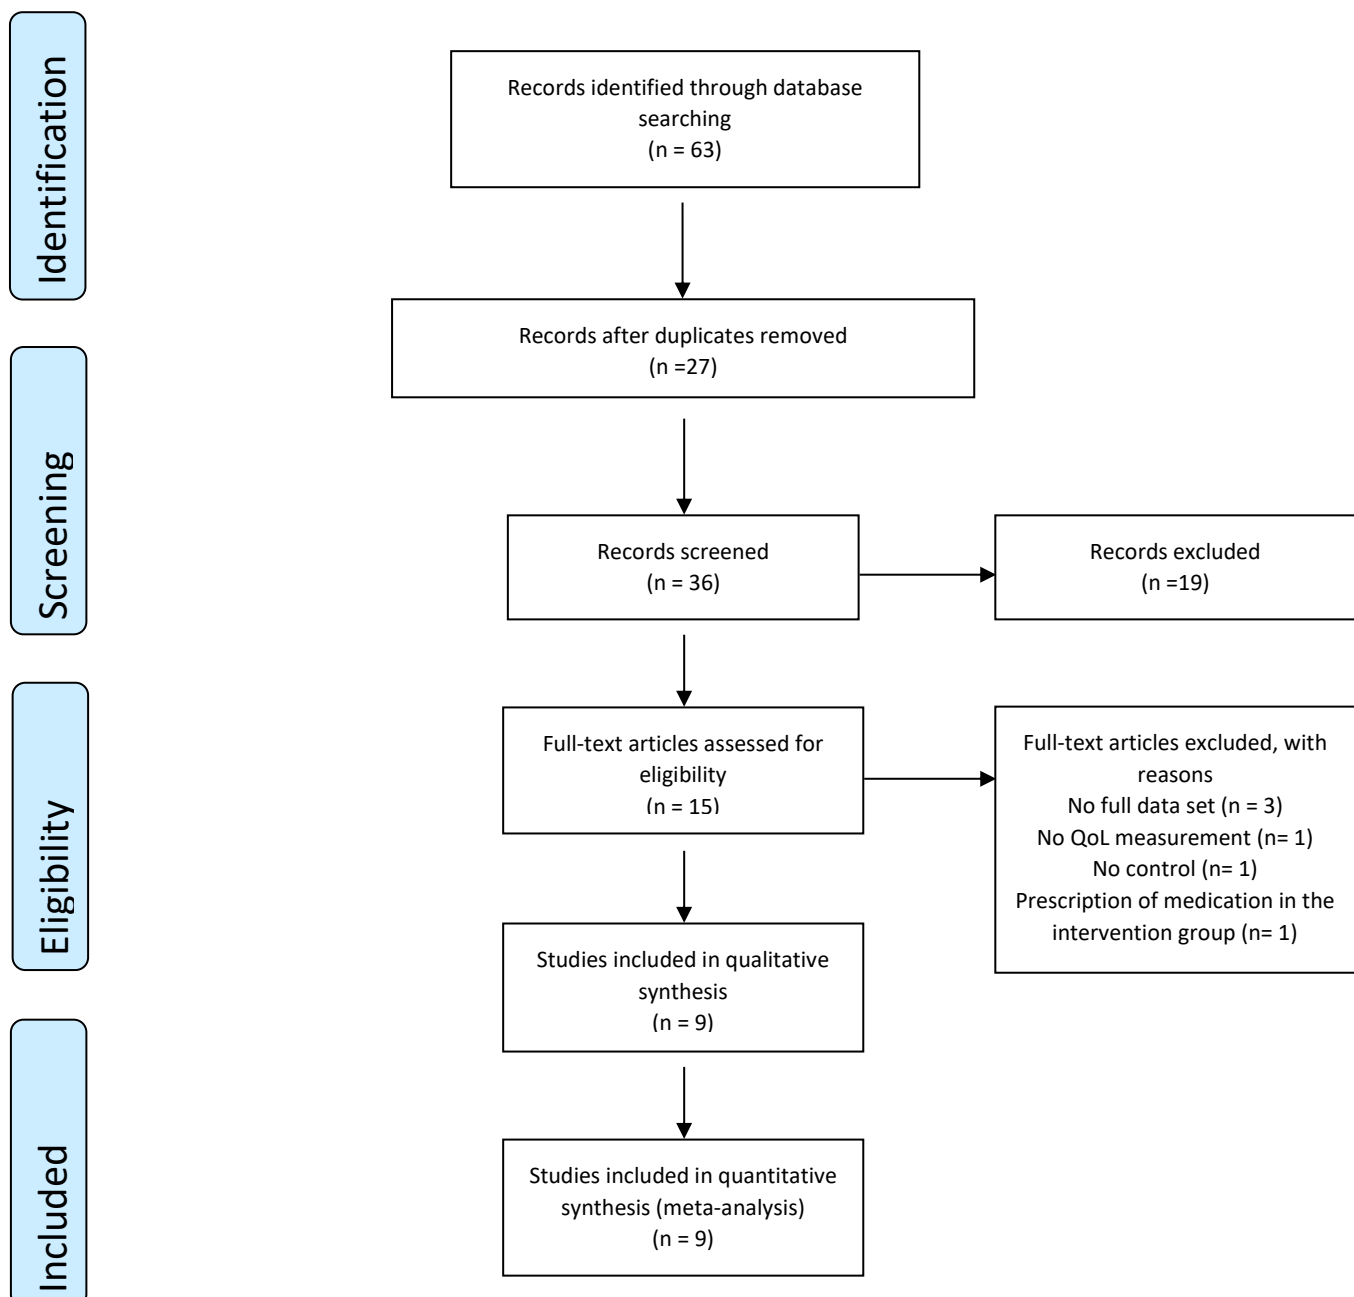 Identification
Records identified through database
searching
(n = 63)
Records after duplicates removed
(n =27)
Screening
Records screened
(n = 36)
Records excluded
(n =19)
Eligibility
Full-text articles assessed for
eligibility
(n = 15)
Full-text articles excluded, with
reasons
No full data set (n = 3)
No QoL measurement (n= 1)
No control (n= 1)
Prescription of medication in the
intervention group (n= 1)
Studies included in qualitative
synthesis
(n = 9)
Included
Studies included in quantitative
synthesis (meta-analysis)
(n = 9)